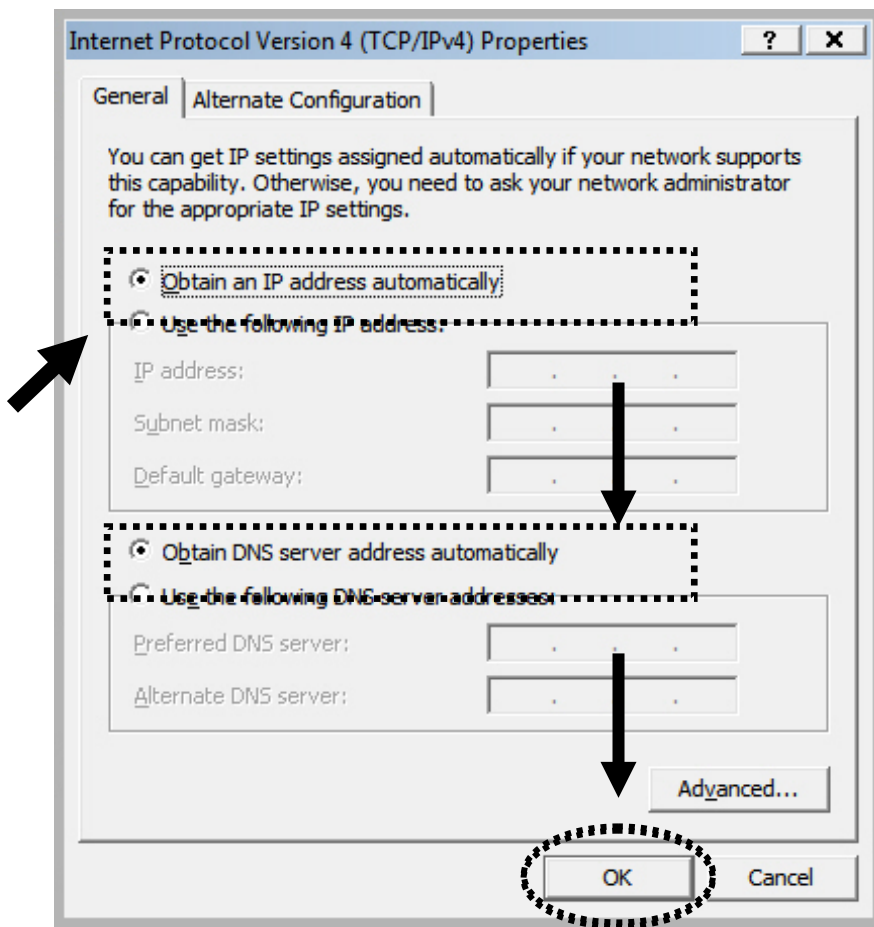 Internet Protocol Version 4 (TCP/IPv4) Properties
? X
General Alternate Configuration
You can get IP settings assigned automatically if your network supports
this capability. Otherwise, you need to ask your network administrator
for the appropriate IP settings.
Obtain an IP address automatically
Use the following IP address:
IP address:
Subnet mask:
Default gateway:
Obtain DNS server address automatically
Use the following DNS server addresses:
Preferred DNS server:
Alternate DNS server:
Advanced...
OK Cancel